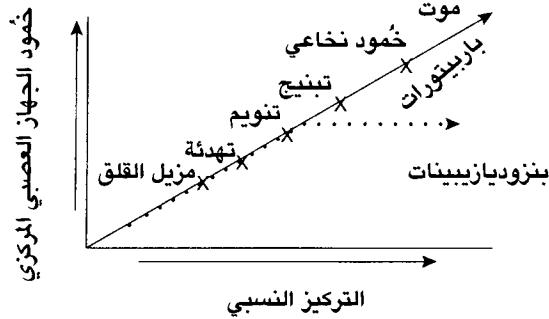 موت
خُمود نخاعي
باربيتورات
تبنيج
تنويم
تهدئة
مزيل القلق
بنزوديازيبينات
خُمود الجهاز العصبي المركزي
التركيز النسبي